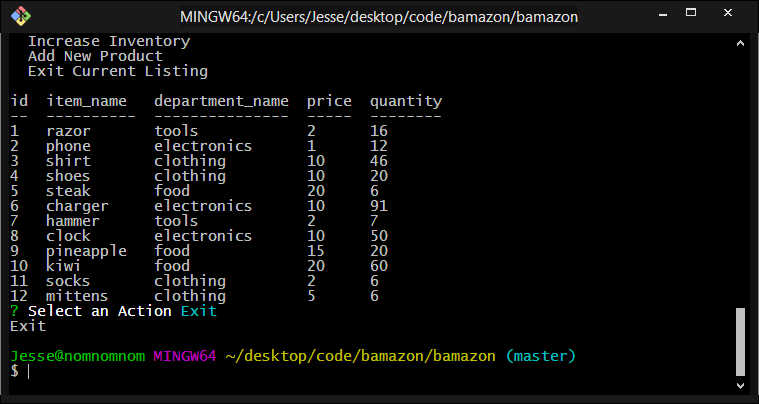 MINGW64:/c/Users/Jesse/desktop/code/bamazon/bamazon
Increase Inventory
Add New Product
Exit Current Listing
id  item_name   department_name  price  quantity
--  ----------  ---------------  -----  --------
1   razor       tools            2      16
2   phone       electronics      1      12
3   shirt       clothing         10     46
4   shoes       clothing         10     20
5   steak       food             20     6
6   charger     electronics      10     91
7   hammer      tools            2      7
8   clock       electronics      10     50
9   pineapple   food             15     20
10  kiwi        food             20     60
11  socks       clothing         2      6
12  mittens     clothing         5      6
? Select an Action Exit
Exit
Jesse@nomnomnom MINGW64 ~/desktop/code/bamazon/bamazon (master)
$